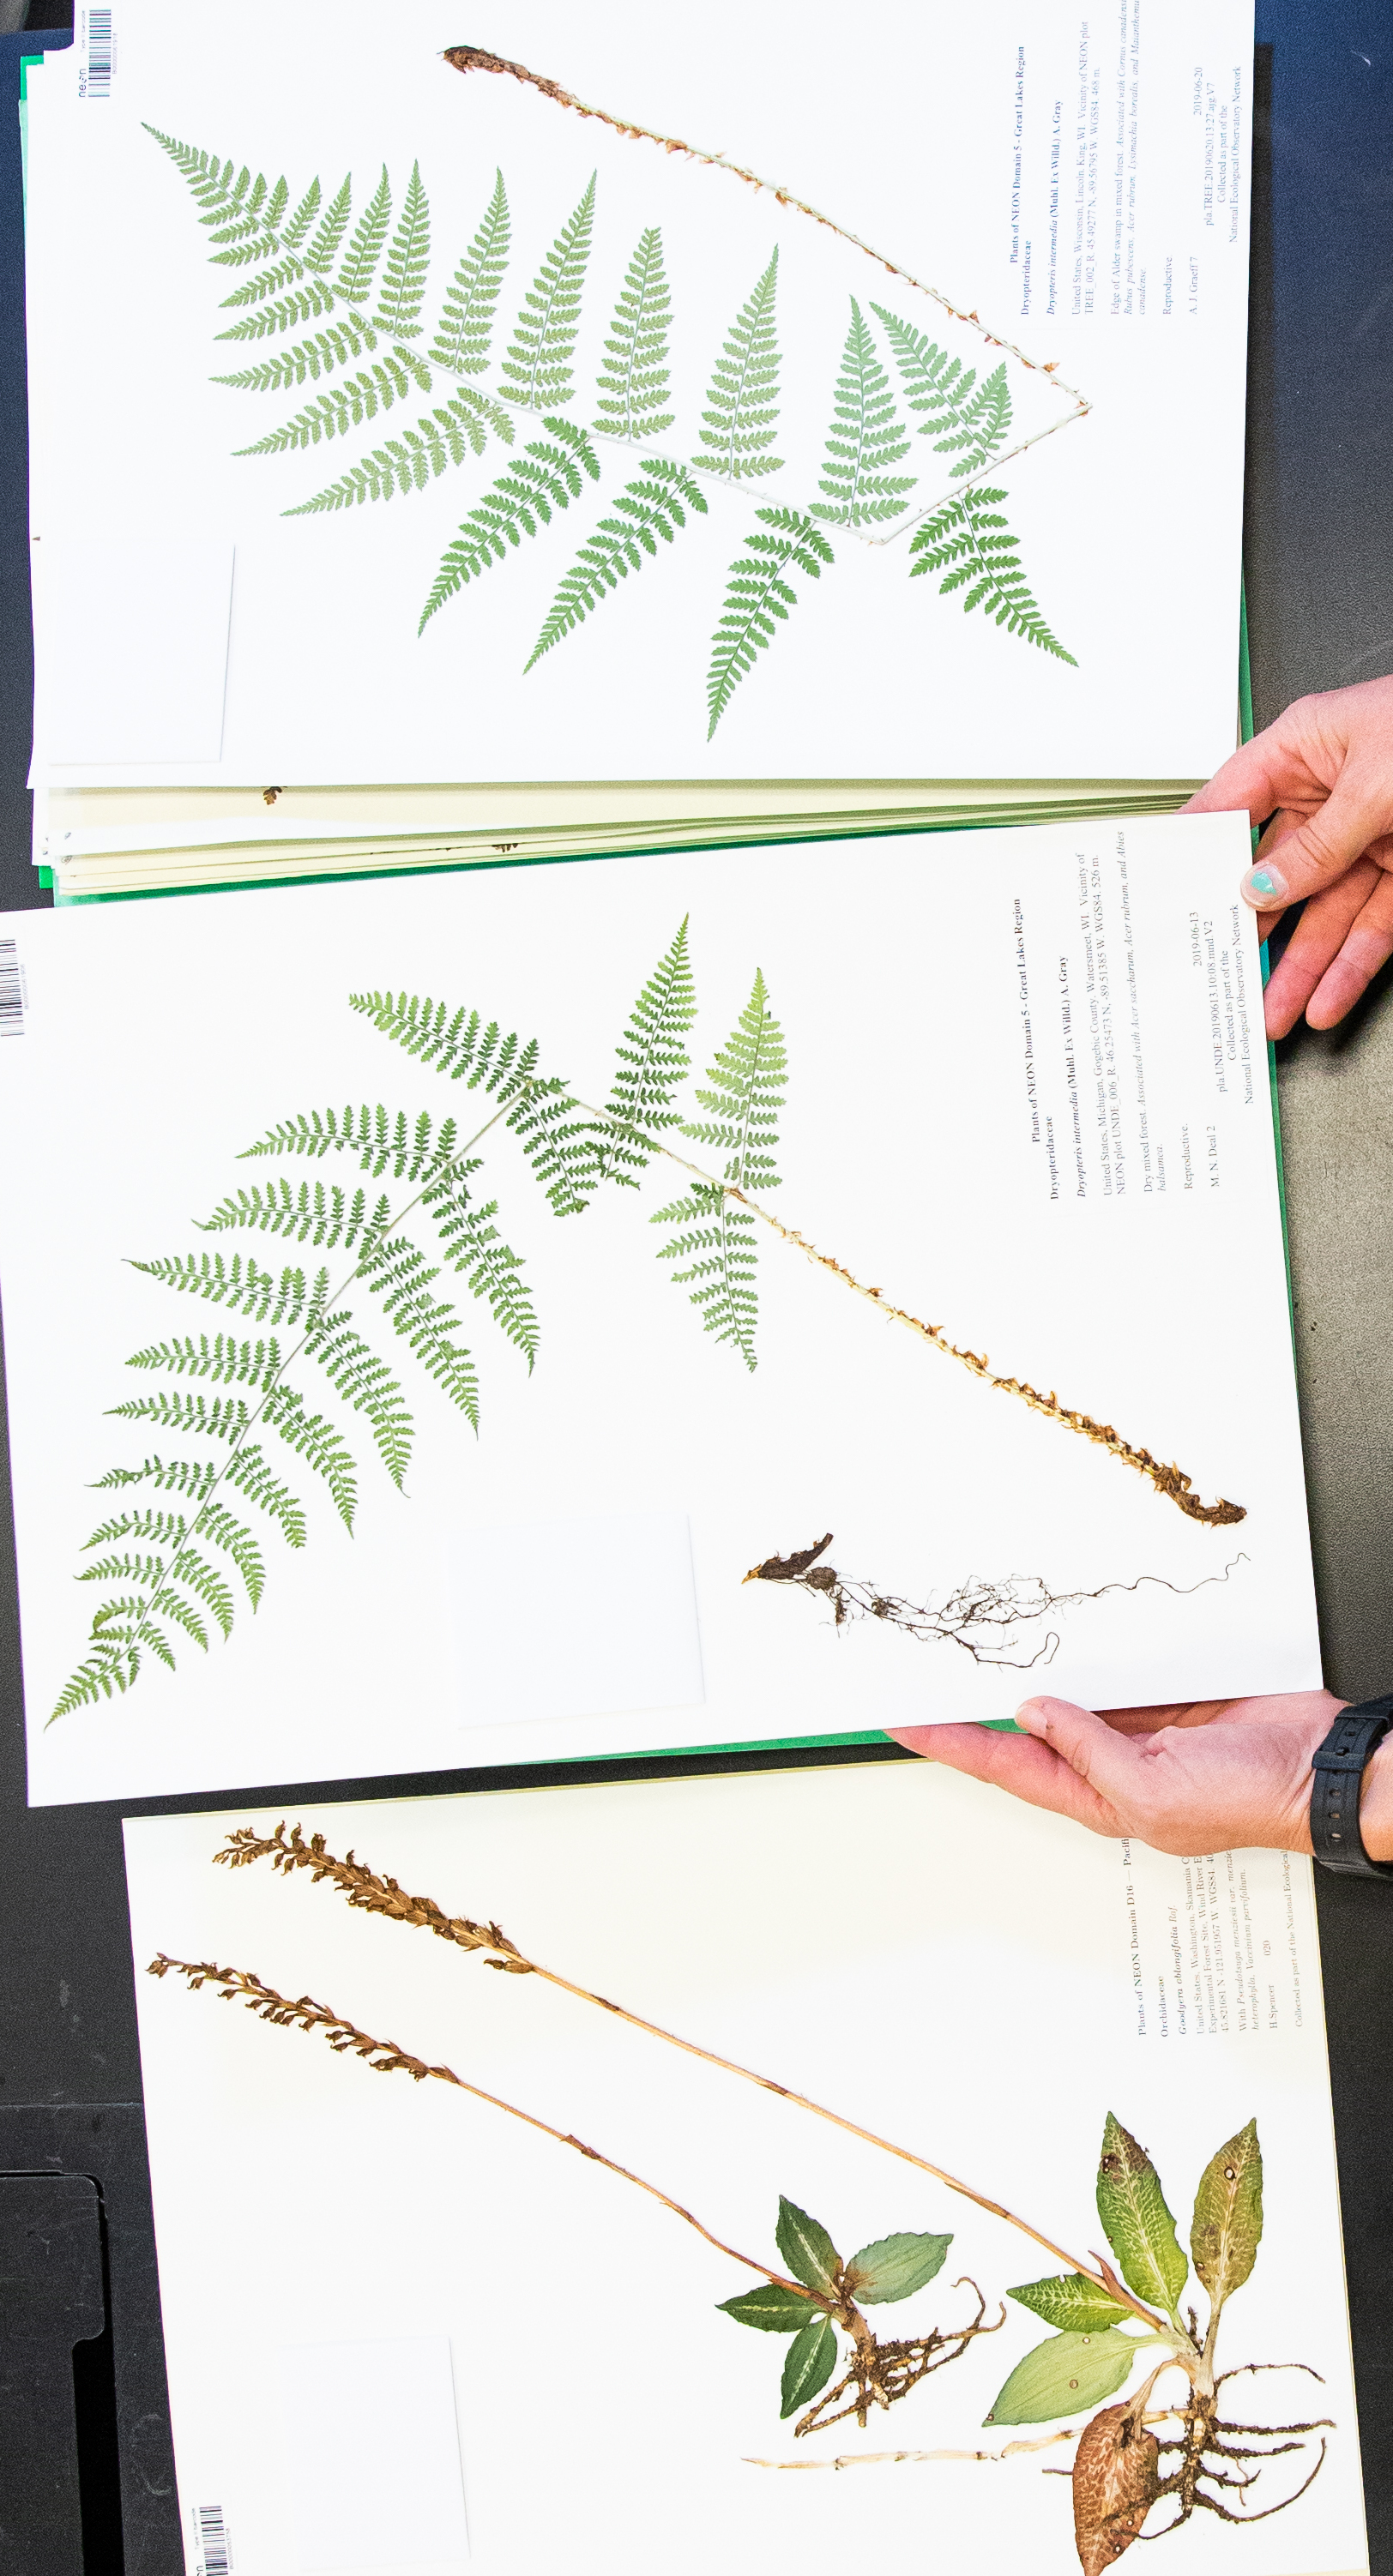 Plants of NEON Domain D16 — Pacifi
Orchidaceae
Goodyera oblongifolia Raf.
United States, Washington, Skamania C
Experimental Forest Site, Wind River E
45.821681 N -121.951957 W. WGS84. 40
With Pseudotsuga menziesii var. menzie
heterophylla, Vaccinium parvifolium.
H.Spencer 020
Collected as part of the National Ecological
Plants of NEON Domain 5 - Great Lakes Region
Dryopteridaceae
Dryopteris intermedia (Muhl. Ex Willd.) A. Gray
United States, Michigan, Gogebic County. Watersmeet, WI. Vicinity of
NEON plot UNDE_006_R. 46.25473 N, -89.51385 W. WGS84. 526 m.
Dry mixed forest. Associated with Acer saccharum, Acer rubrum, and Abies
balsamea.
Reproductive.
2019-06-13
M. N. Deal 2
pla.UNDE.20190613.10:08.mnd.V2
Collected as part of the
National Ecological Observatory Network
neon Type I barcode
Plants of NEON Domain 5 - Great Lakes Region
Dryopteridaceae
Dryopteris intermedia (Muhl. Ex Willd.) A. Gray
United States, Wisconsin, Lincoln. King, WI. Vicinity of NEON plot
TREE_002_R. 45.49277 N, -89.56795 W. WGS84. 468 m.
Edge of Alder swamp in mixed forest. Associated with Cornus canadensi
Rubus pubescens, Acer rubrum, Lysimachia borealis, and Maianthemu
canadense.
Reproductive.
A. J. Graeff 7 2019-06-20
pla.TREE.20190620.13:27.ajg.V7
Collected as part of the
National Ecological Observatory Network